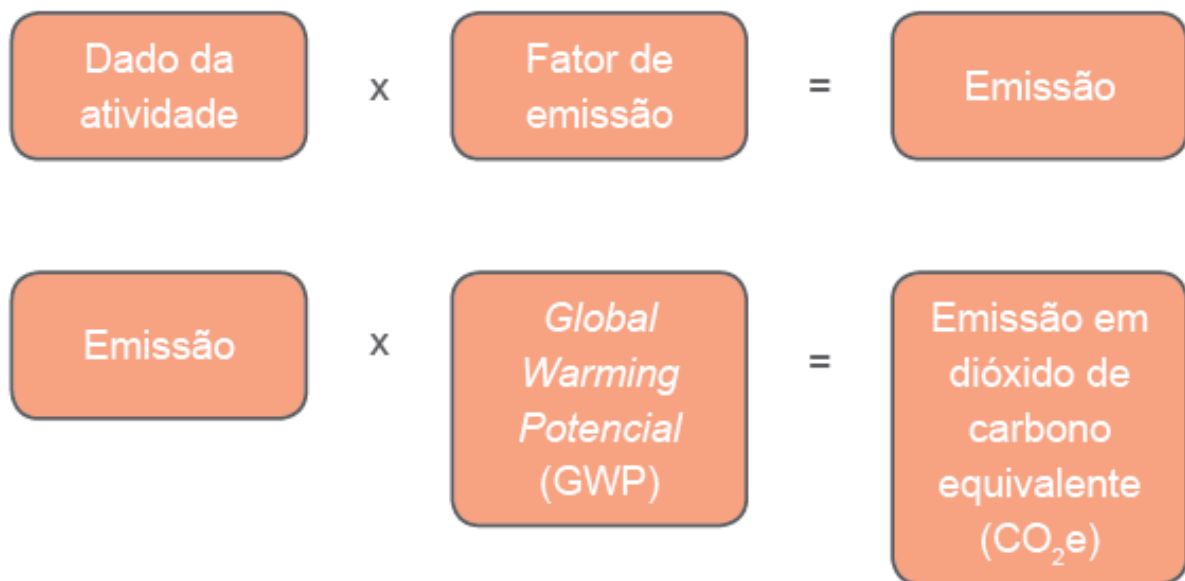 Dado da
atividade
x
Fator de
emissão
=
Emissão
Emissão
x
Global
Warming
Potencial
(GWP)
=
Emissão em
dióxido de
carbono
equivalente
(CO₂e)